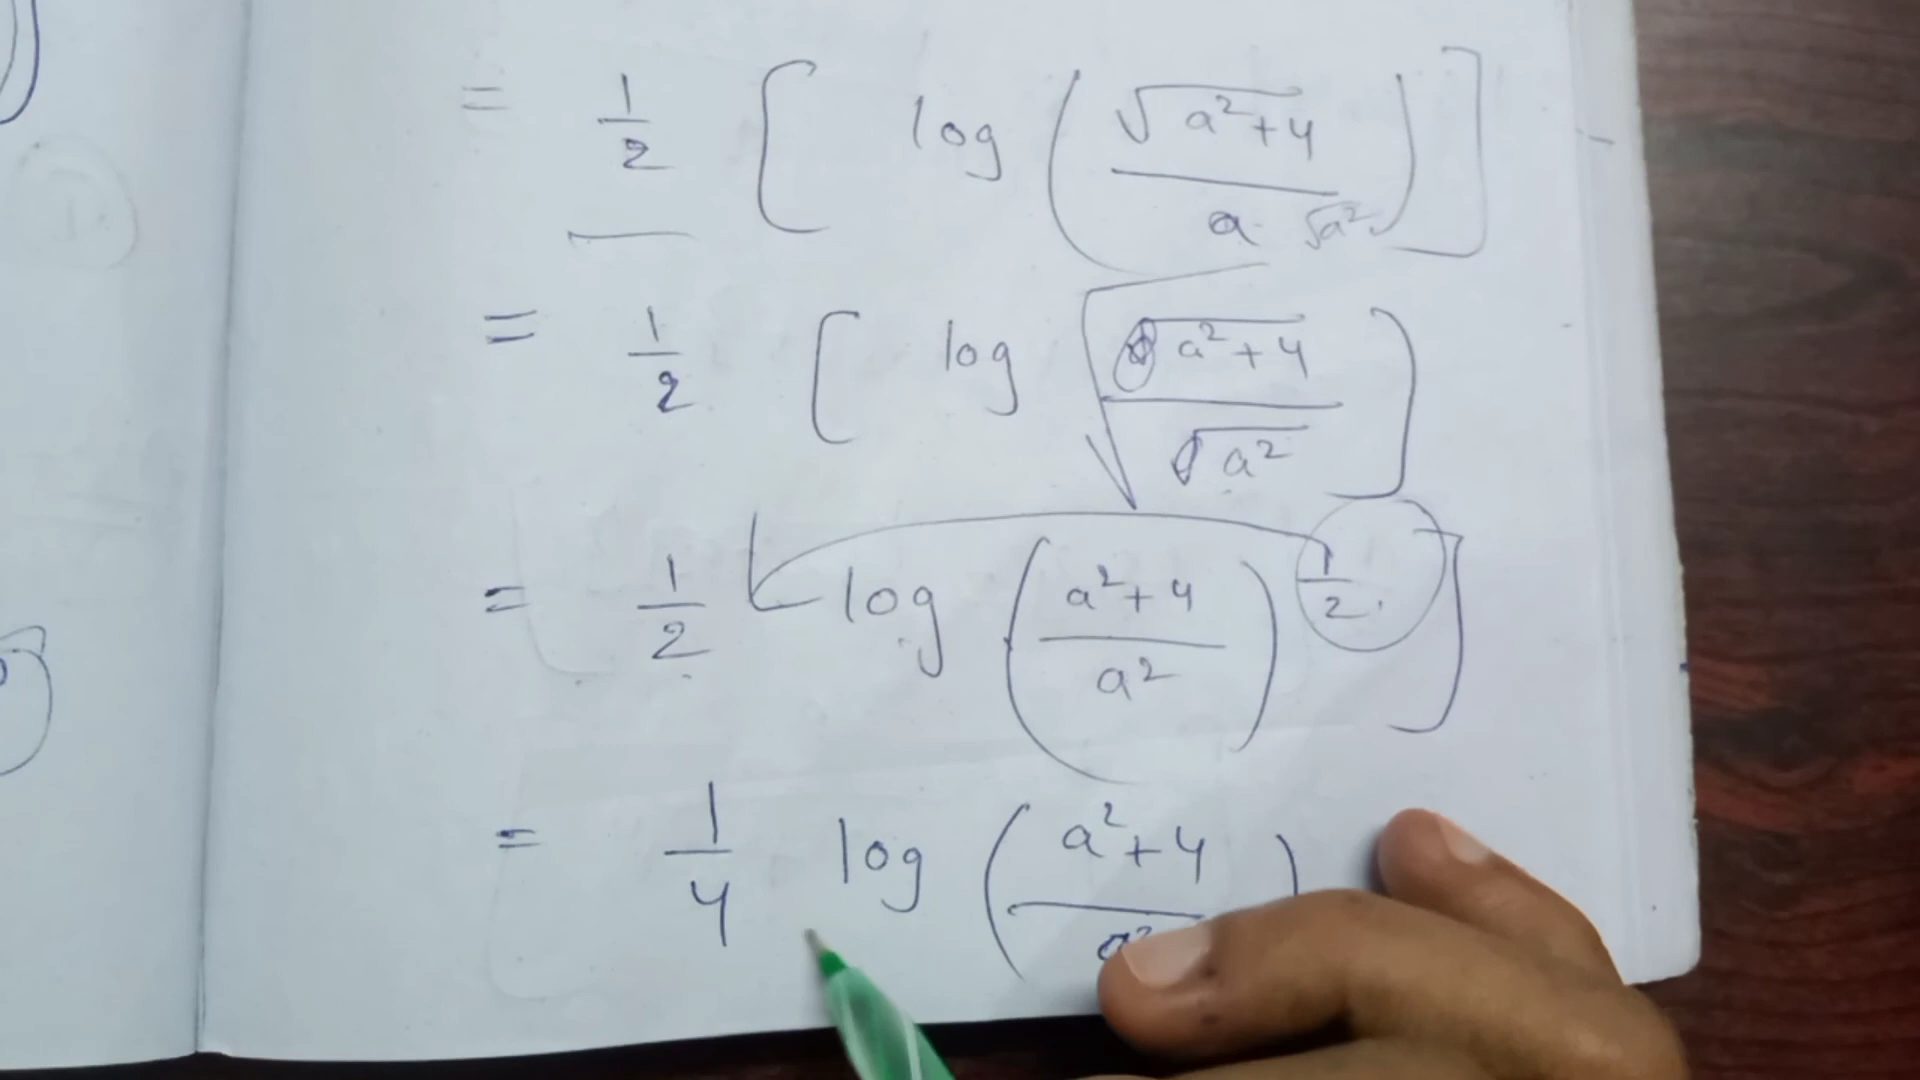 = 1/2 [ log ( √a²+4 / a √a² ) ]
= 1/2 [ log √ a²+4 / a² ]
= 1/2 log ( a²+4 / a² ) 1/2 ]
= 1/4 log ( a²+4 / a² )